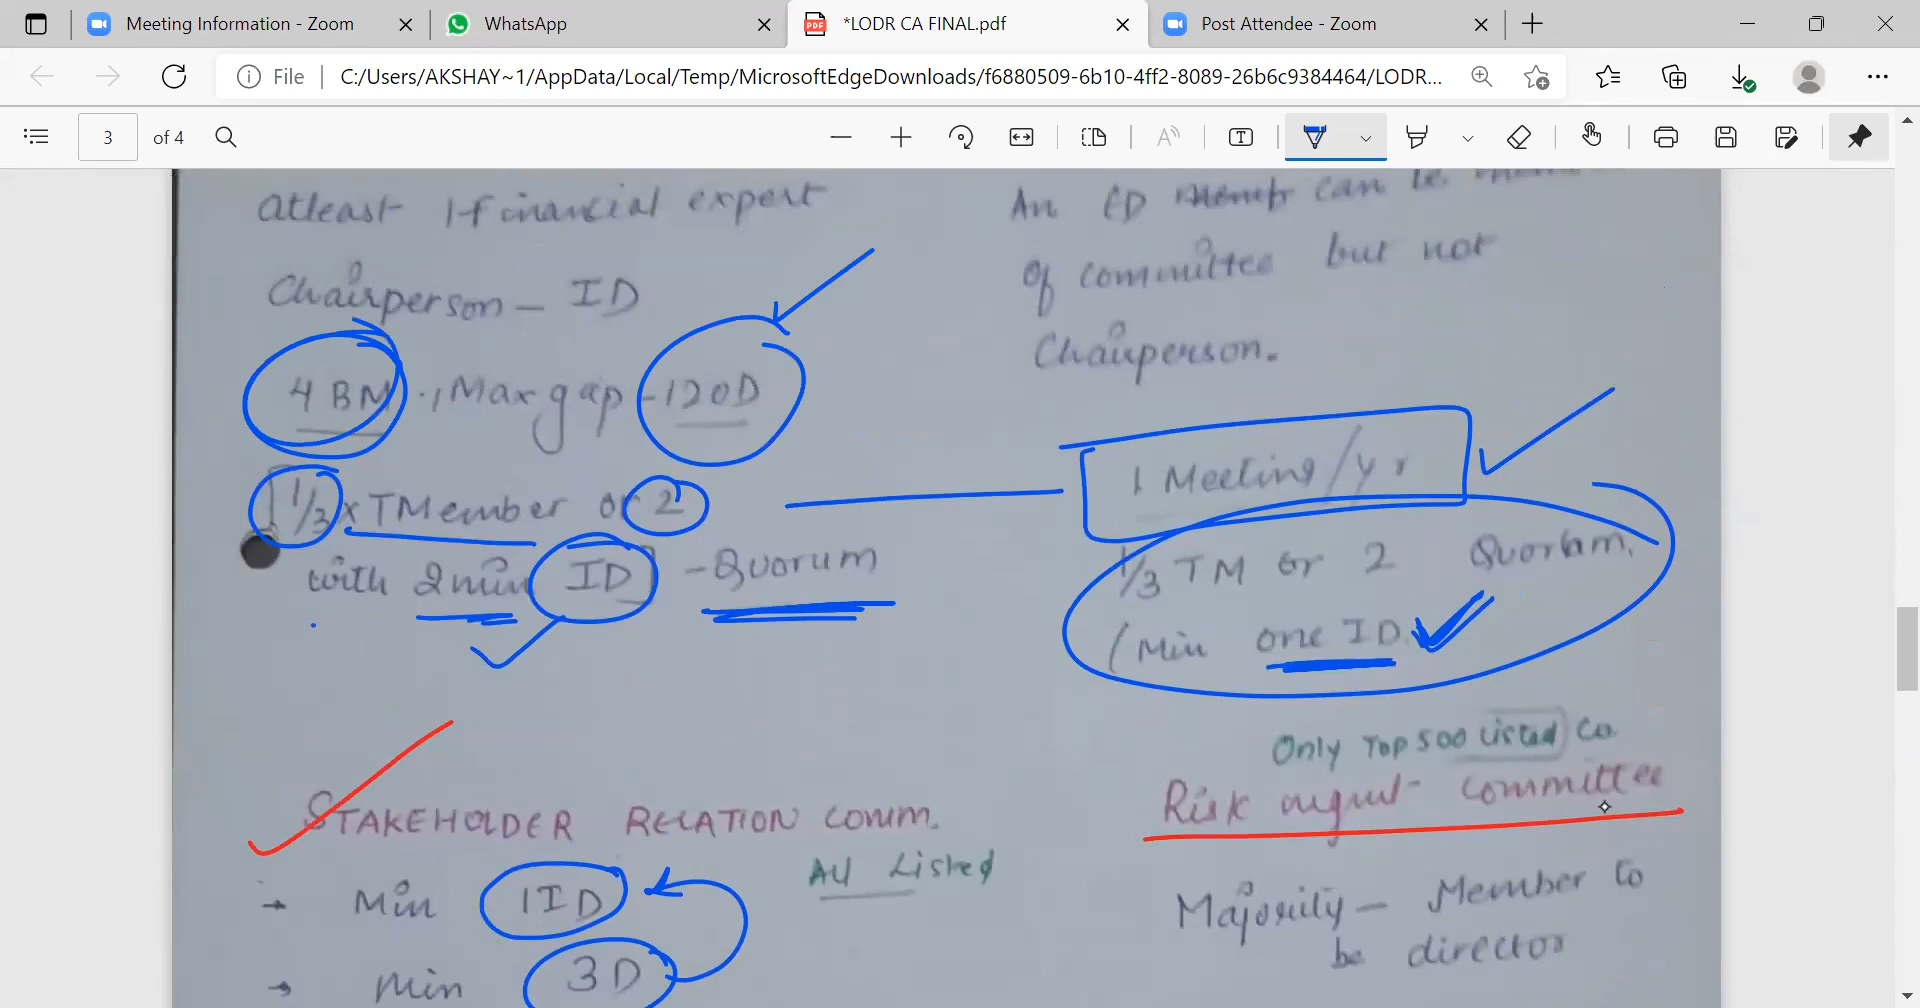 Meeting Information - Zoom
WhatsApp
*LODR CA FINAL.pdf
Post Attendee - Zoom
File
C:/Users/AKSHAY~1/AppData/Local/Temp/MicrosoftEdgeDownloads/f6880509-6b10-4ff2-8089-26b6c9384464/LODR...
3 of 4
Atleast 1 financial expert
Chairperson - ID
4 BM., Max gap - 120D
[1/3 x TMember or 2
with 2 min ID] - Quorum
An ED can be
of committee but not
Chairperson.
1 Meeting/yr
1/3 TM or 2 Quorum.
(Min one ID.
STAKEHOLDER RELATION COMM.
All Listed
→ Min 1 ID
→ Min 3 D
Only Top 500 Listed Co
Risk mgmt committee
Majority - Member to
be director